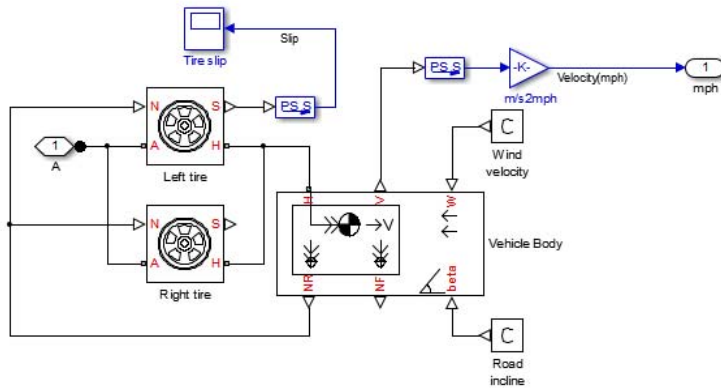 Slip
Tire slip
PS S
PS S
-K-
m/s2mph
Velocity(mph)
1
mph
N
S
A
H
Left tire
1
A
C
Wind
velocity
N
S
A
H
Right tire
H
V
W
V
NR
NF
beta
Vehicle Body
C
Road
incline